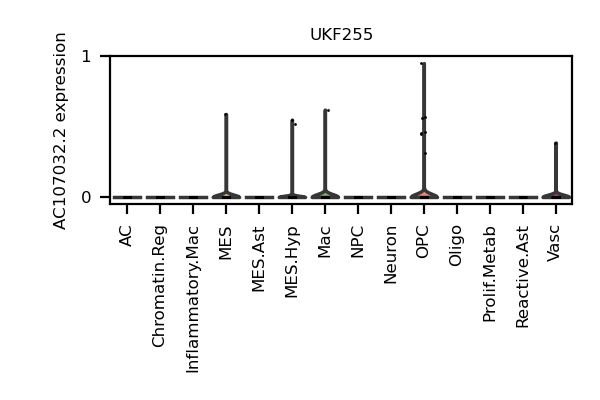 UKF255
AC107032.2 expression
1
0
AC
Chromatin.Reg
Inflammatory.Mac
MES
MES.Ast
MES.Hyp
Mac
NPC
Neuron
OPC
Oligo
Prolif.Metab
Reactive.Ast
Vasc